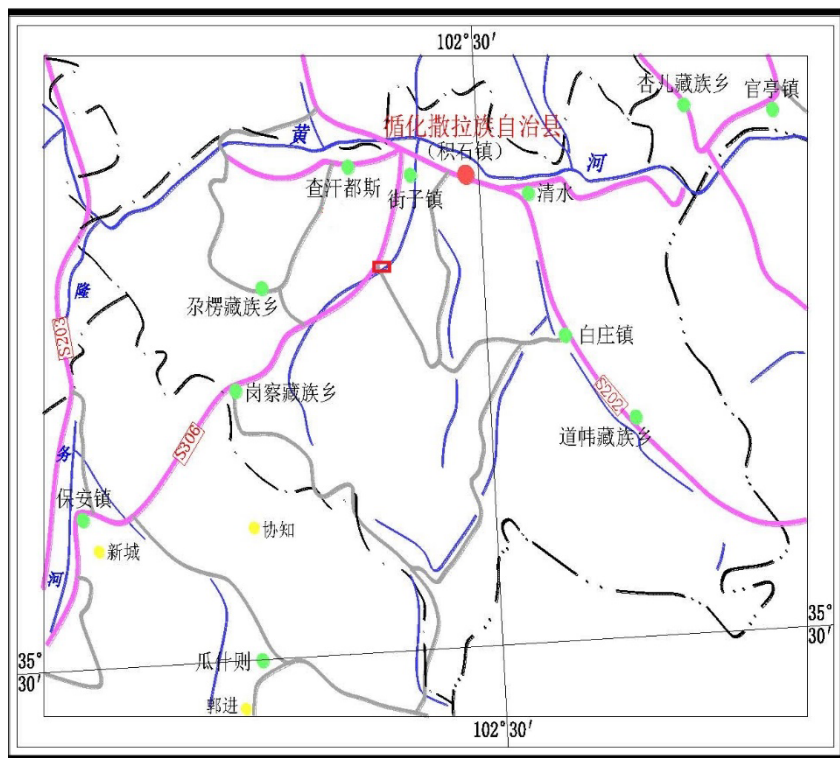 102°30′
杏儿藏族乡
官亭镇
循化撒拉族自治县
（积石镇）
黄
河
查汗都斯
街子镇
清水
隆
尕楞藏族乡
S203
白庄镇
岗察藏族乡
S202
道帏藏族乡
S306
务
保安镇
协知
新城
河
35°
30′
瓜什则
35°
30′
郭进
102°30′